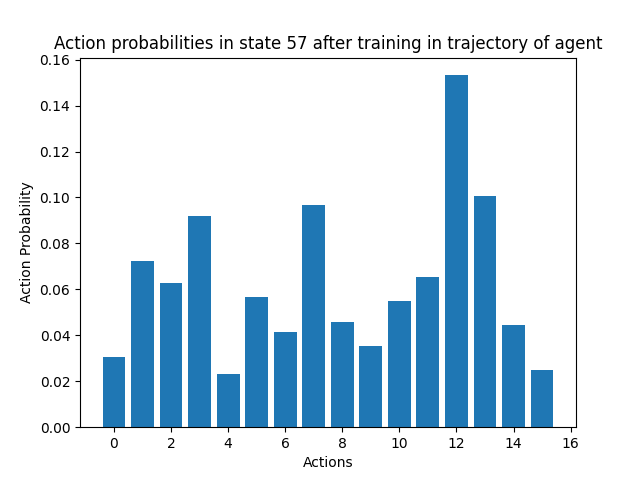 Action probabilities in state 57 after training in trajectory of agent
0.16
0.14
0.12
0.10
0.08
0.06
0.04
0.02
0.00
Action Probability
0 2 4 6 8 10 12 14 16
Actions